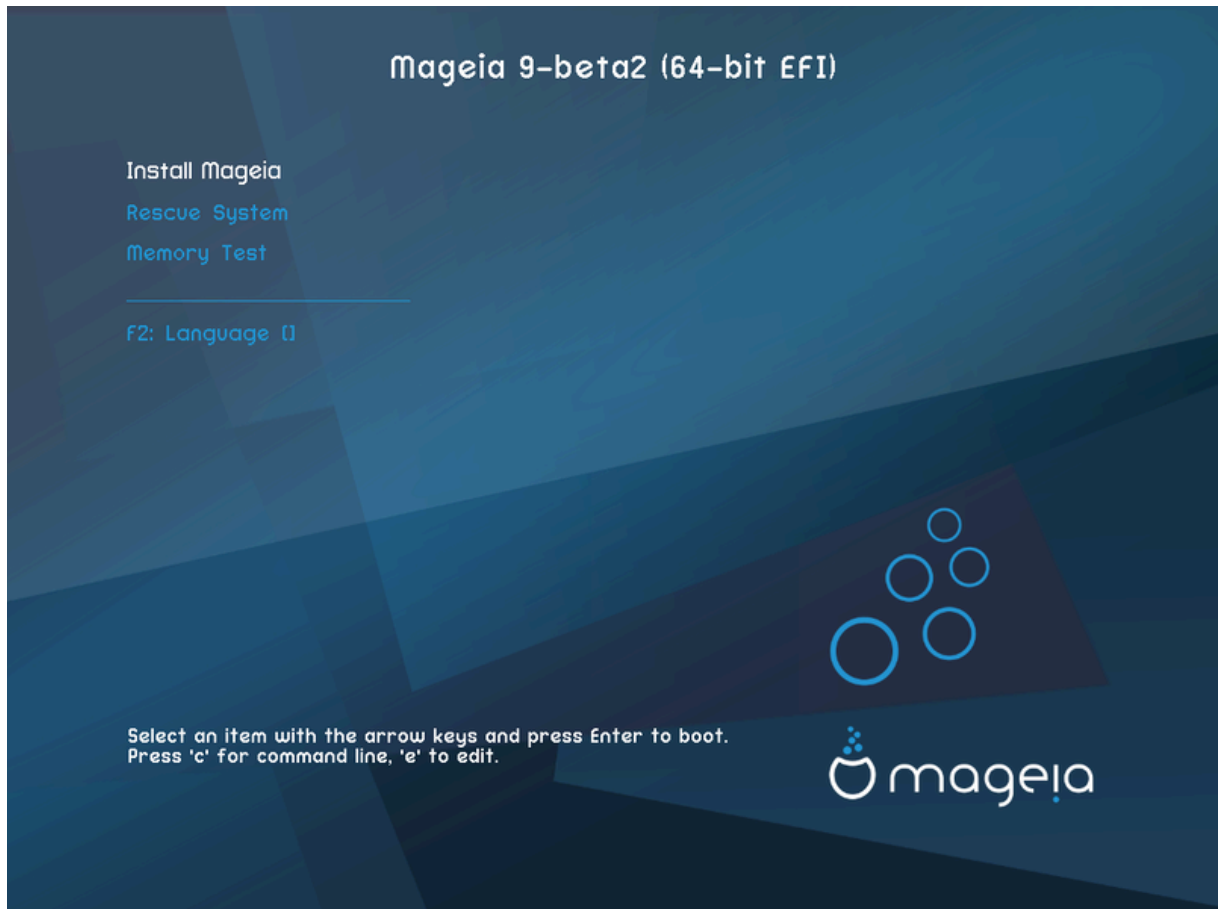 Mageia 9-beta2 (64-bit EFI)
Install Mageia
Rescue System
Memory Test
F2: Language []
Select an item with the arrow keys and press Enter to boot.
Press 'c' for command line, 'e' to edit.
mageia